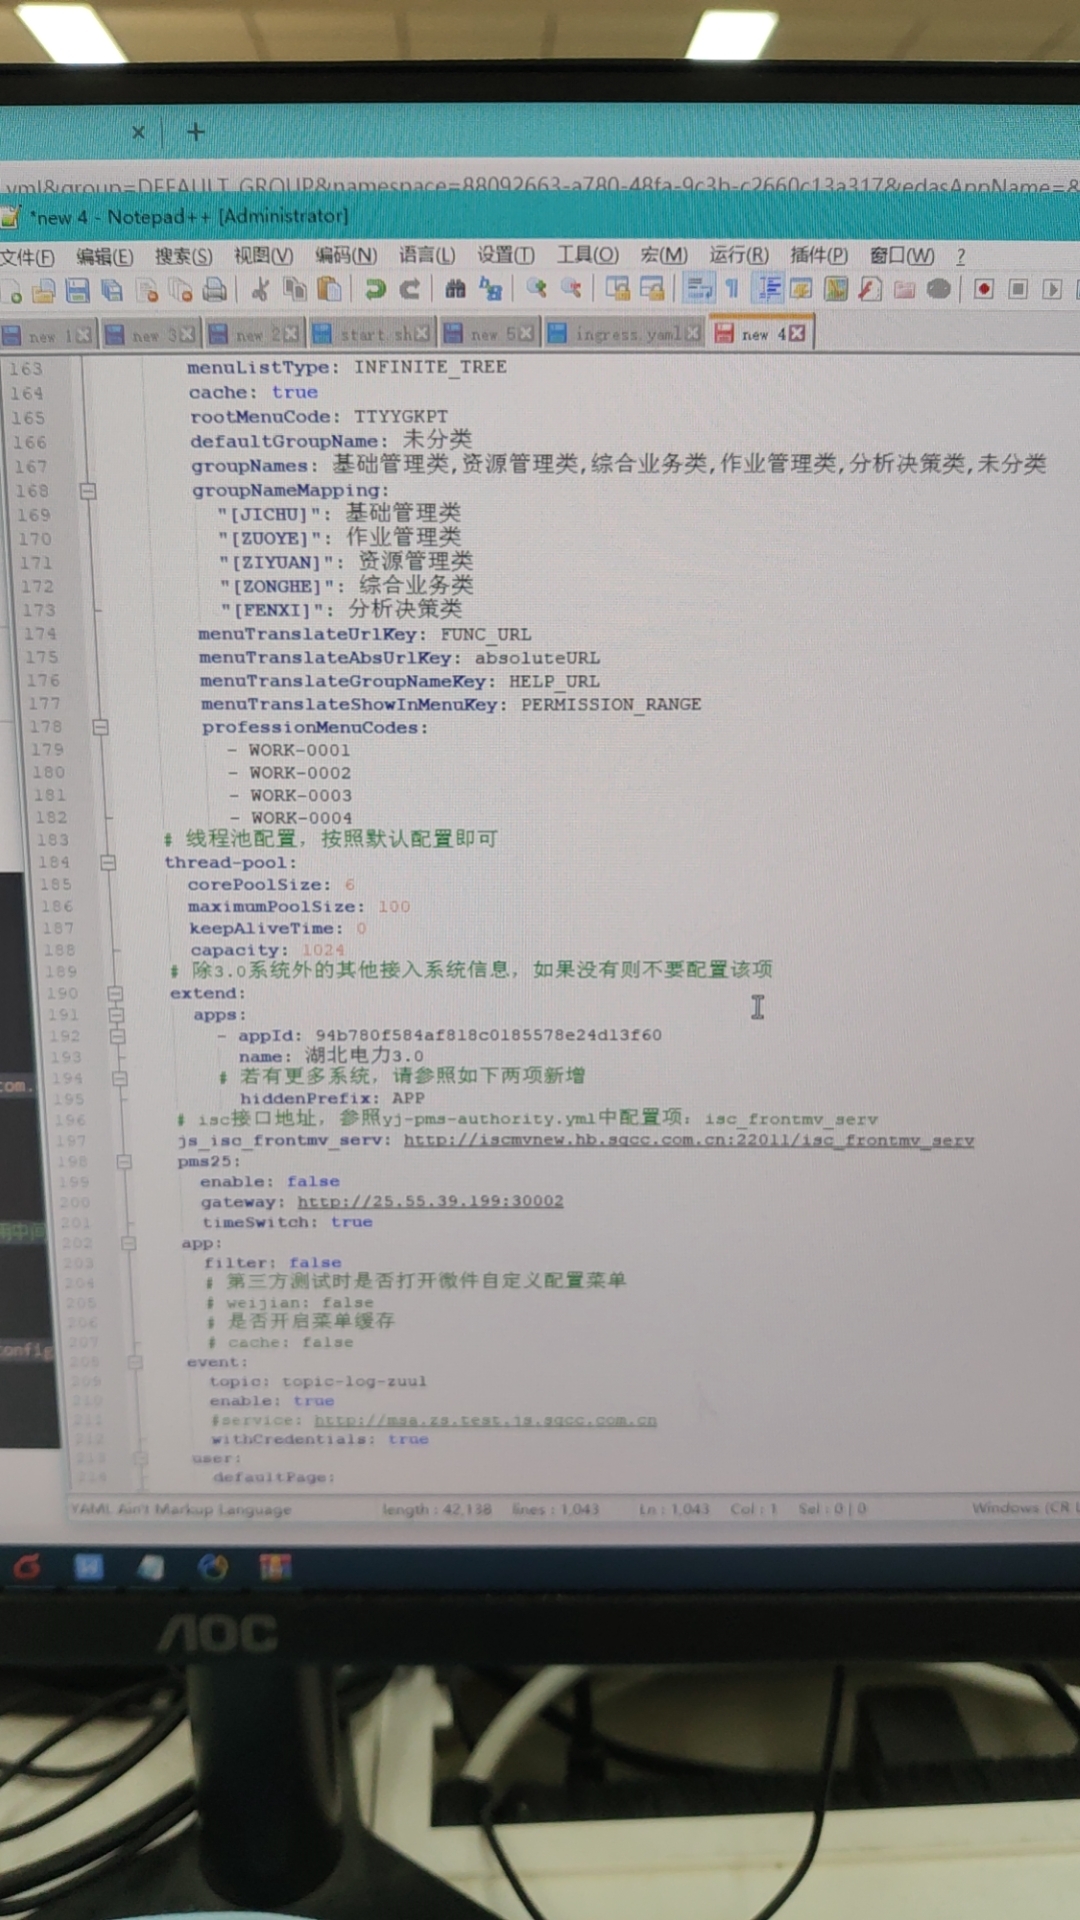 yml&group=DEFAULT_GROUP&namespace=88092663-a780-48fa-9c3b-c2660c13a317&edasAppName=&
*new 4 - Notepad++ [Administrator]
文件(F) 编辑(E) 搜索(S) 视图(V) 编码(N) 语言(L) 设置(T) 工具(O) 宏(M) 运行(R) 插件(P) 窗口(W) ?
new 1 new 3 new 2 start.sh new 5 ingress.yaml new 4
163 menuListType: INFINITE_TREE
164 cache: true
165 rootMenuCode: TTYYGKPT
166 defaultGroupName: 未分类
167 groupNames: 基础管理类,资源管理类,综合业务类,作业管理类,分析决策类,未分类
168 groupNameMapping:
169 "[JICHU]": 基础管理类
170 "[ZUOYE]": 作业管理类
171 "[ZIYUAN]": 资源管理类
172 "[ZONGHE]": 综合业务类
173 "[FENXI]": 分析决策类
174 menuTranslateUrlKey: FUNC_URL
175 menuTranslateAbsUrlKey: absoluteURL
176 menuTranslateGroupNameKey: HELP_URL
177 menuTranslateShowInMenuKey: PERMISSION_RANGE
178 professionMenuCodes:
179 - WORK-0001
180 - WORK-0002
181 - WORK-0003
182 - WORK-0004
183 # 线程池配置，按照默认配置即可
184 thread-pool:
185 corePoolSize: 6
186 maximumPoolSize: 100
187 keepAliveTime: 0
188 capacity: 1024
189 # 除3.0系统外的其他接入系统信息，如果没有则不要配置该项
190 extend:
191 apps:
192 - appId: 94b780f584af818c0185578e24d13f60
193 name: 湖北电力3.0
194 # 若有更多系统，请参照如下两项新增
195 hiddenPrefix: APP
196 # isc接口地址，参照yj-pms-authority.yml中配置项：isc_frontmv_serv
197 js_isc_frontmv_serv: http://iscmvnew.hb.sgcc.com.cn:22011/isc_frontmv_serv
198 pms25:
199 enable: false
200 gateway: http://25.55.39.199:30002
201 timeSwitch: true
202 app:
203 filter: false
204 # 第三方测试时是否打开微件自定义配置菜单
205 # weijian: false
206 # 是否开启菜单缓存
207 # cache: false
208 event:
209 topic: topic-log-zuul
210 enable: true
211 #service: http://msa.zs.test.js.sgcc.com.cn
212 withCredentials: true
213 user:
214 defaultPage:
com.
config
YAML Ain't Markup Language length : 42,138 lines : 1,043 Ln : 1,043 Col : 1 Sel : 0 | 0 Windows (CR L
AOC